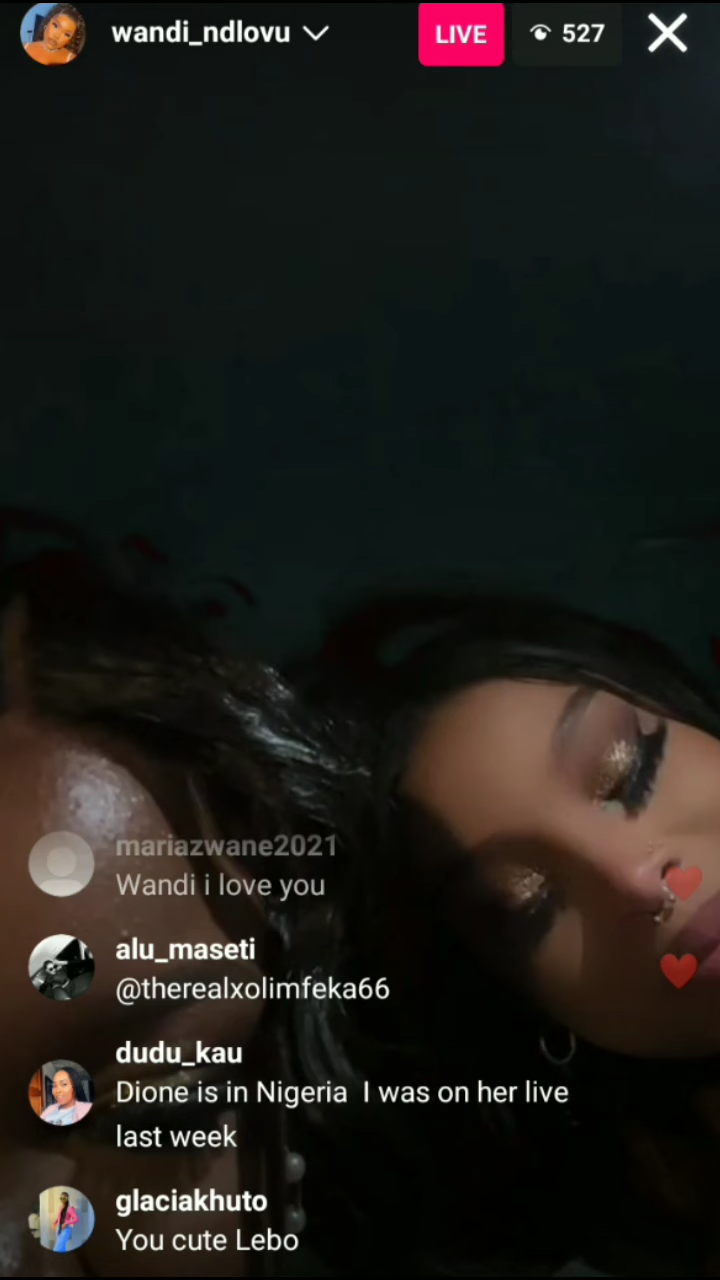 wandi_ndlovu
LIVE
527
mariazwane2021
Wandi i love you
alu_maseti
@therealxolimfeka66
dudu_kau
Dione is in Nigeria I was on her live
last week
glaciakhuto
You cute Lebo